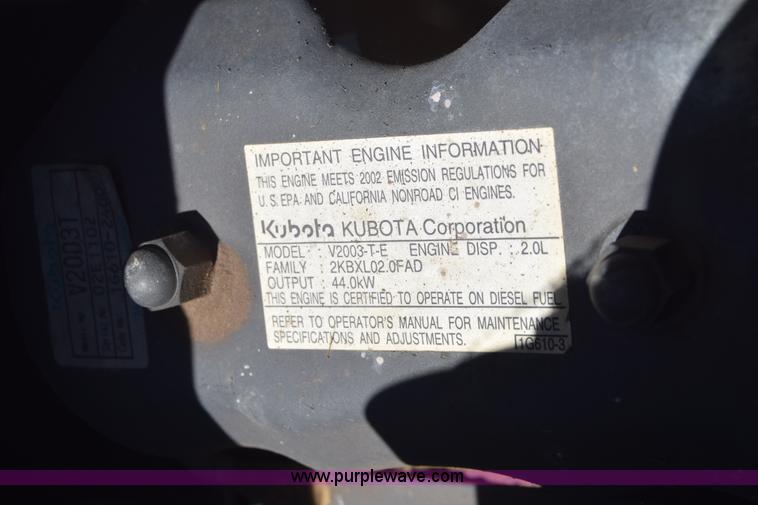 IMPORTANT ENGINE INFORMATION
THIS ENGINE MEETS 2002 EMISSION REGULATIONS FOR
U.S.EPA AND CALIFORNIA NONROAD CI ENGINES.
Kubota KUBOTA Corporation
MODEL : V2003-T-E ENGINE DISP. : 2.0L
FAMILY : 2KBXL02.0FAD
OUTPUT : 44.0kW
THIS ENGINE IS CERTIFIED TO OPERATE ON DIESEL FUEL
REFER TO OPERATOR'S MANUAL FOR MAINTENANCE
SPECIFICATIONS AND ADJUSTMENTS.
1G610-3
V2003T
www.purplewave.com